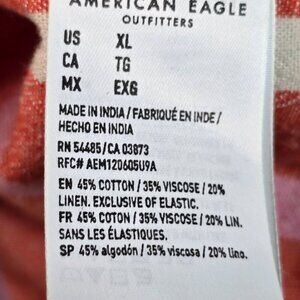 AMERICAN EAGLE
OUTFITTERS
US XL
CA TG
MX EXG
MADE IN INDIA / FABRIQUÉ EN INDE /
HECHO EN INDIA
RN 54485 / CA 03873
RFC# AEM120605U9A
EN 45% COTTON / 35% VISCOSE / 20%
LINEN. EXCLUSIVE OF ELASTIC.
FR 45% COTON / 35% VISCOSE / 20% LIN.
SANS LES ÉLASTIQUES.
SP 45% algodón / 35% viscosa / 20% lino.